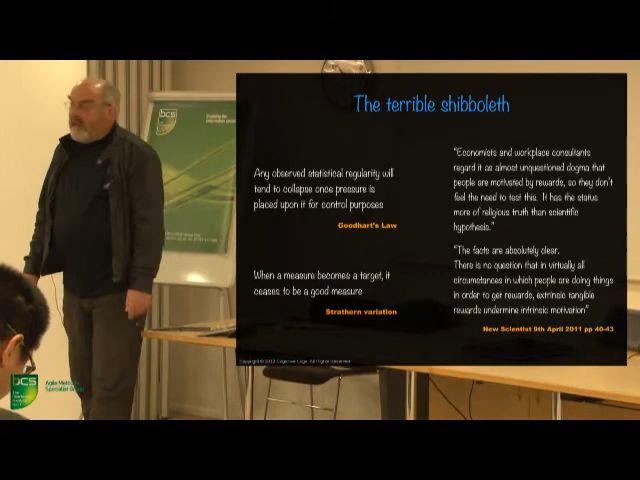 The terrible shibboleth
Any observed statistical regularity will
tend to collapse once pressure is
placed upon it for control purposes
Goodhart's Law
When a measure becomes a target, it
ceases to be a good measure
Strathern variation
"Economists and workplace consultants
regard it as almost unquestioned dogma that
people are motivated by rewards, so they don't
feel the need to test this. It has the status
more of religious truth than scientific
hypothesis."
"The facts are absolutely clear.
There is no question that in virtually all
circumstances in which people are doing things
in order to get rewards, extrinsic tangible
rewards undermine intrinsic motivation"
New Scientist 9th April 2011 pp 40-43
Copyright © 2012 Cognitive Edge. All Rights Reserved.
bcs
bcs
Agile Methods
Specialist Group